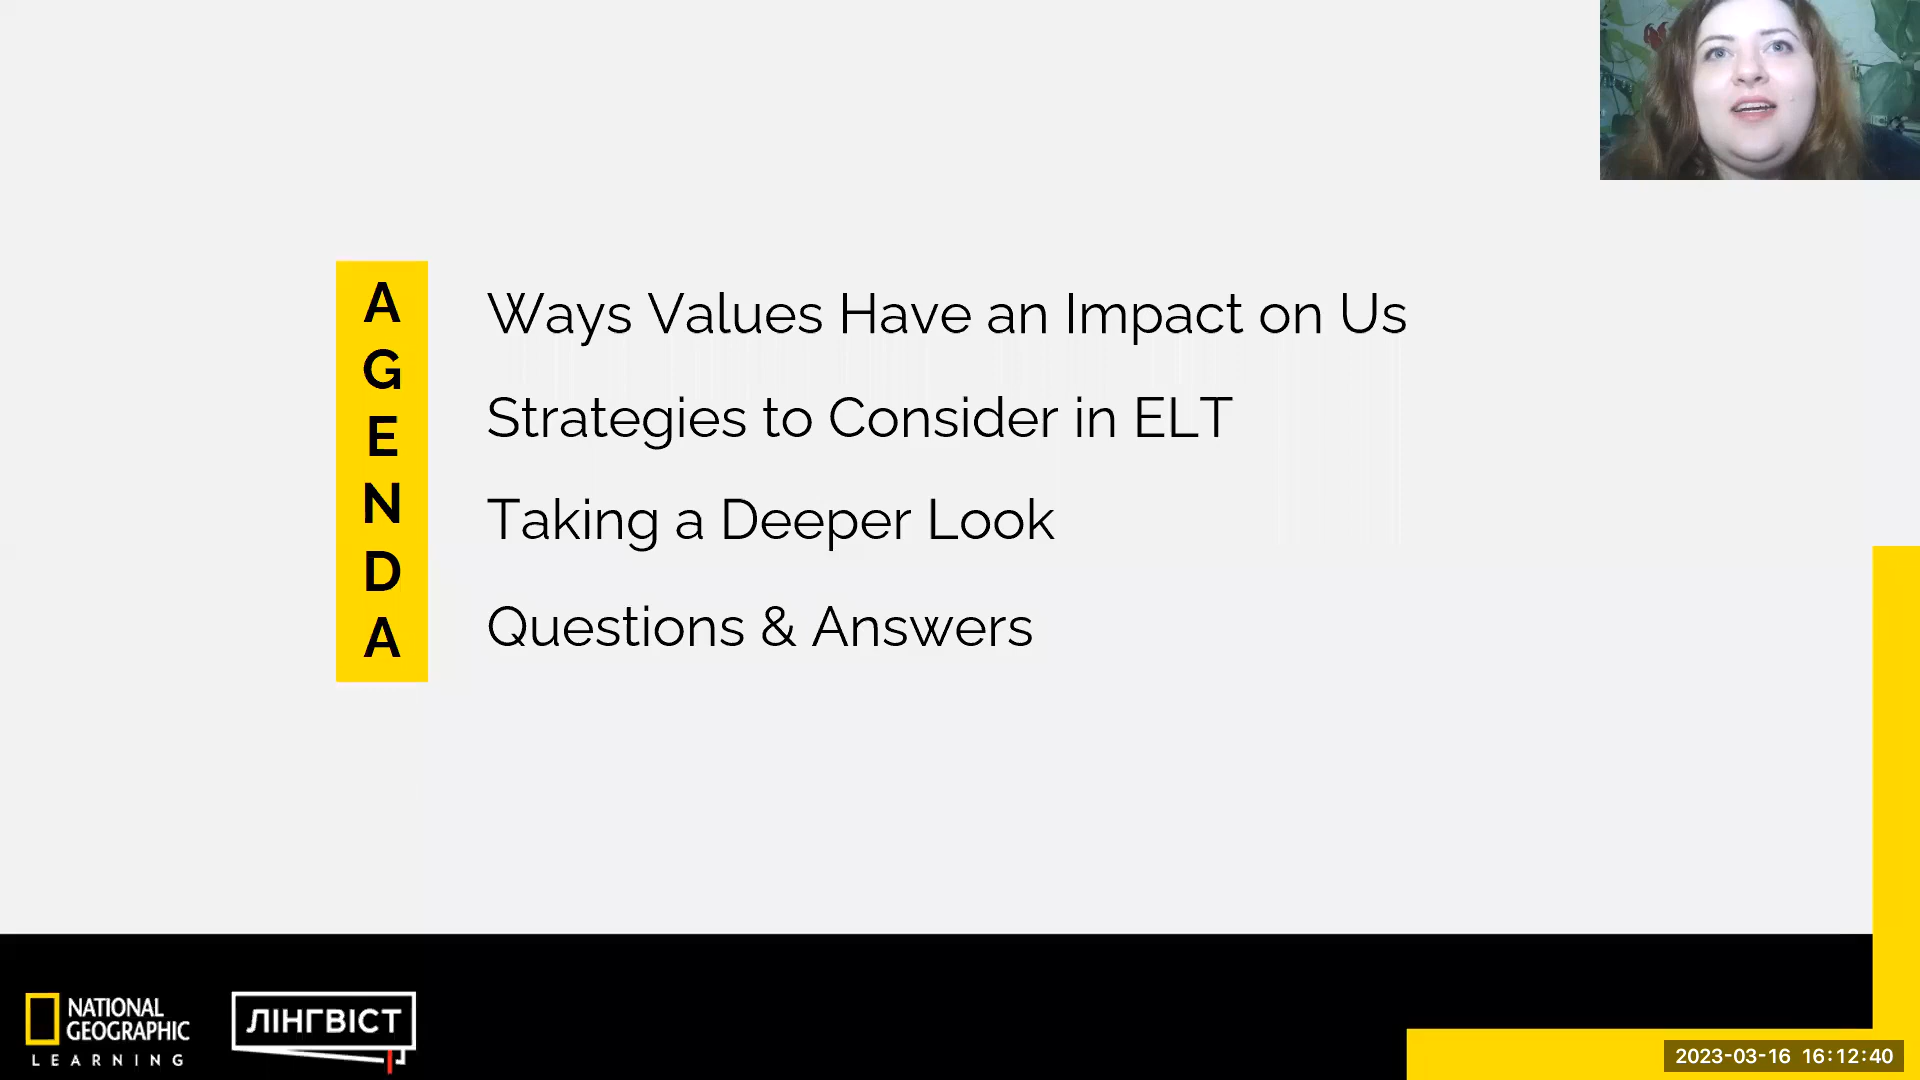 A
G
E
N
D
A
Ways Values Have an Impact on Us
Strategies to Consider in ELT
Taking a Deeper Look
Questions & Answers
NATIONAL
GEOGRAPHIC
LEARNING
ЛІНГВІСТ
2023-03-16 16:12:40